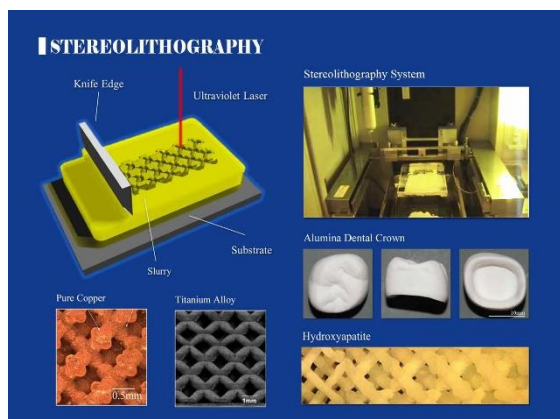 STEREOLITHOGRAPHY
Knife Edge
Ultraviolet Laser
Substrate
Slurry
Pure Copper
0.5mm
Titanium Alloy
1mm
Stereolithography System
Alumina Dental Crown
10mm
Hydroxyapatite